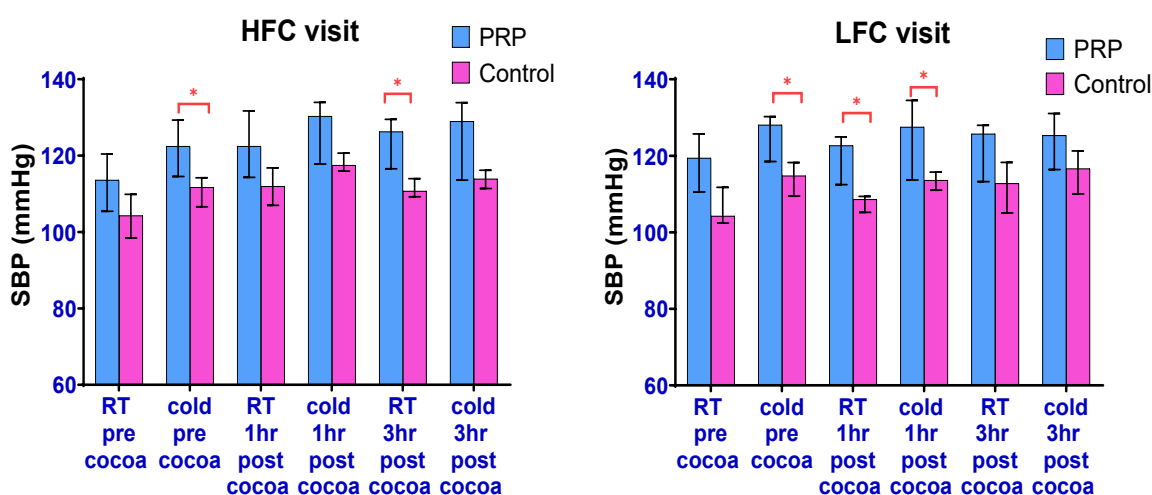 HFC visit
PRP
Control
SBP (mmHg)
140
120
100
80
60
*
*
RT
pre
cocoa
cold
pre
cocoa
RT
1hr
post
cocoa
cold
1hr
post
cocoa
RT
3hr
post
cocoa
cold
3hr
post
cocoa
LFC visit
PRP
Control
SBP (mmHg)
140
120
100
80
60
*
*
*
RT
pre
cocoa
cold
pre
cocoa
RT
1hr
post
cocoa
cold
1hr
post
cocoa
RT
3hr
post
cocoa
cold
3hr
post
cocoa